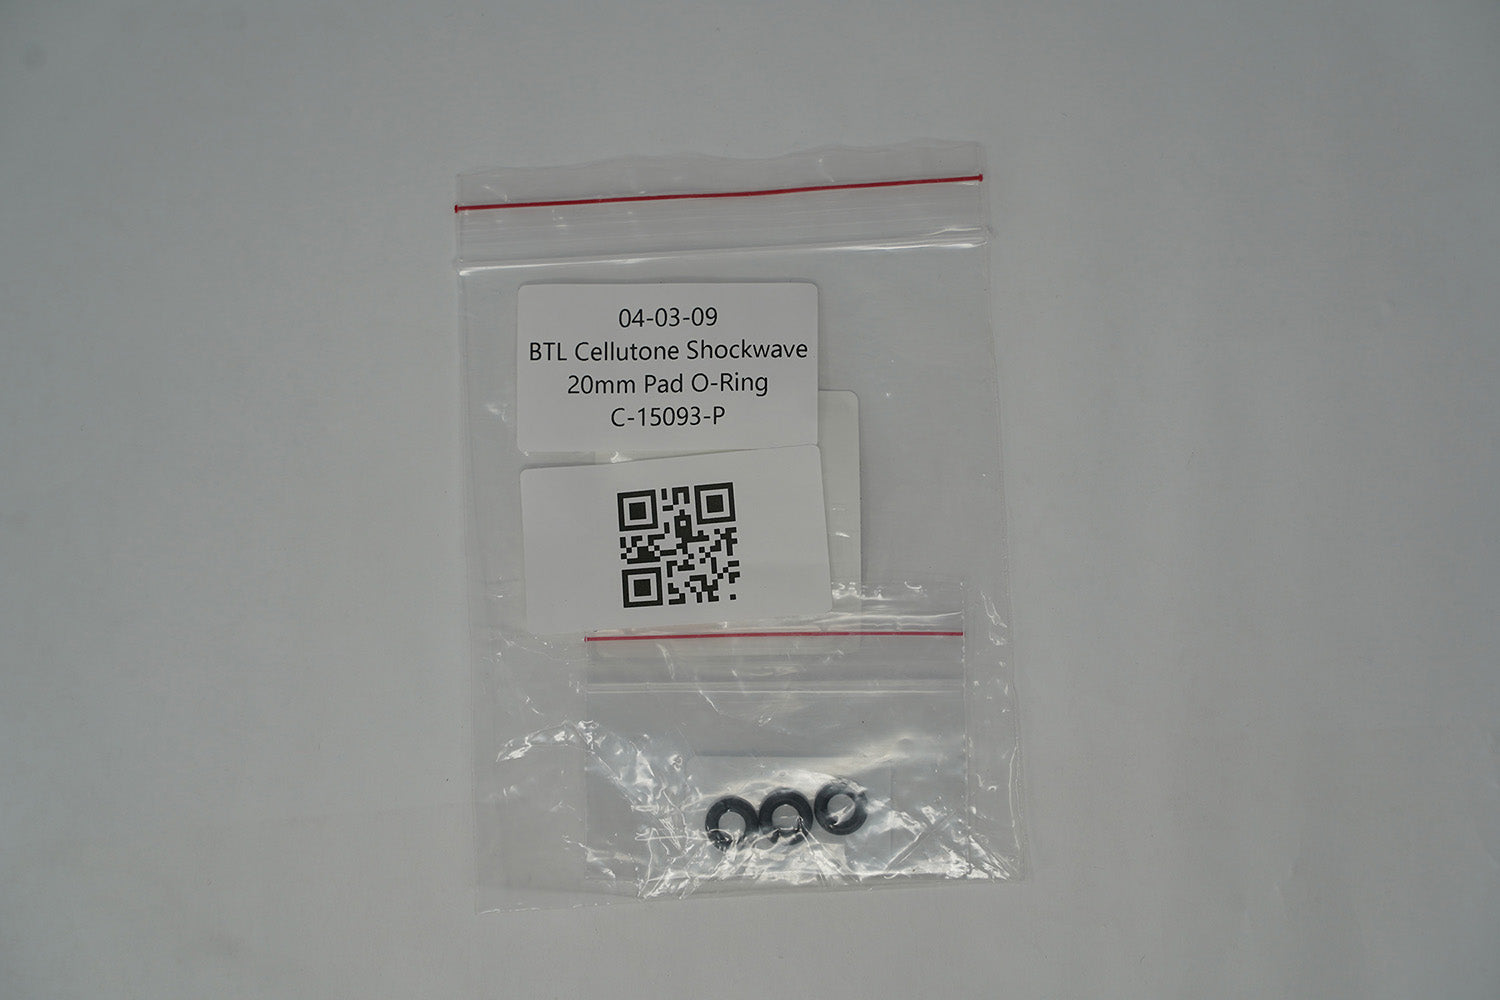 04-03-09
BTL Cellutone Shockwave
20mm Pad O-Ring
C-15093-P